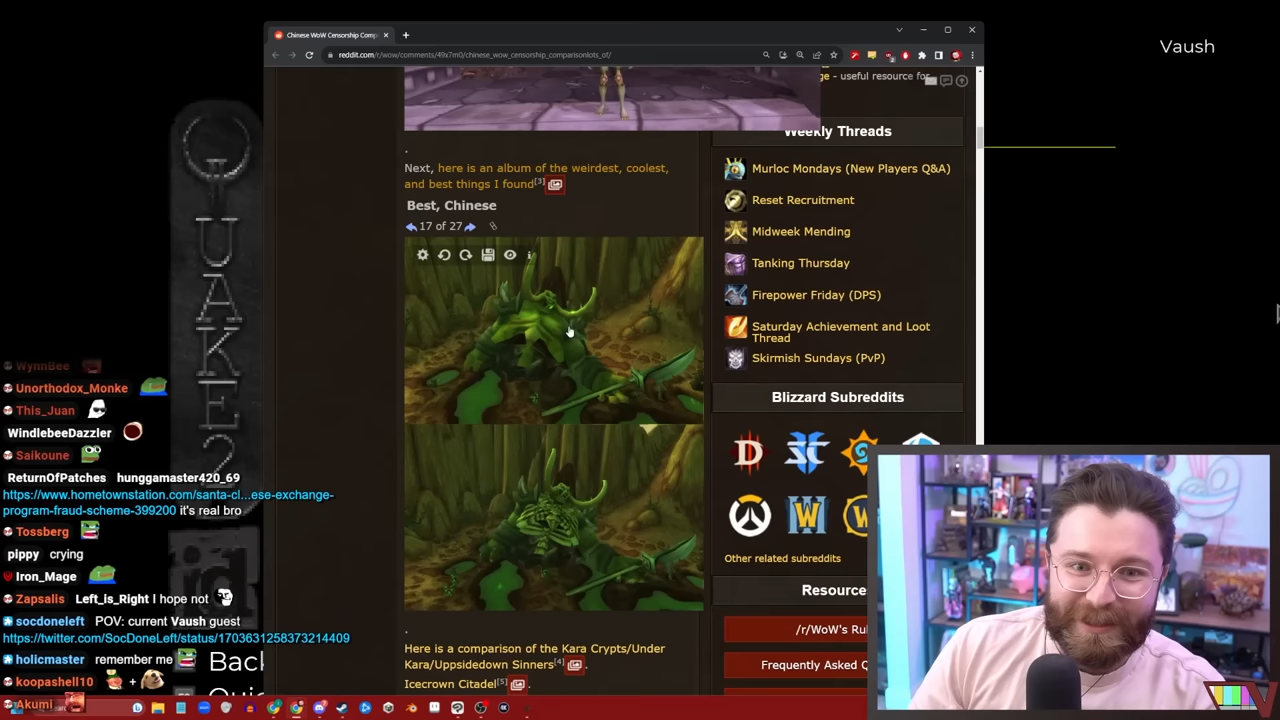 Chinese WoW Censorship Comp
reddit.com/r/wow/comments/49x7m0/chinese_wow_censorship_comparisonlots_of/
Vaush
ge - useful resource for
Weekly Threads
Murloc Mondays (New Players Q&A)
Reset Recruitment
Midweek Mending
Tanking Thursday
Firepower Friday (DPS)
Saturday Achievement and Loot
Thread
Skirmish Sundays (PvP)
Blizzard Subreddits
Other related subreddits
Resource
/r/WoW's Rul
Frequently Asked Q
.
Next, here is an album of the weirdest, coolest,
and best things I found[3]
Best, Chinese
17 of 27
.
Here is a comparison of the Kara Crypts/Under
Kara/Uppsidedown Sinners[4].
Icecrown Citadel[5].
QUAKE2
WynnBee
Unorthodox_Monke
This_Juan
WindlebeeDazzler
Saikoune
ReturnOfPatches hunggamaster420_69
https://www.hometownstation.com/santa-cl...ese-exchange-
program-fraud-scheme-399200 it's real bro
Tossberg
pippy crying
Iron_Mage
Zapsalis Left_is_Right I hope not
socdoneleft POV: current Vaush guest
https://twitter.com/SocDoneLeft/status/1703631258373214409
holicmaster remember me
Back
koopashell10 +
Akumi